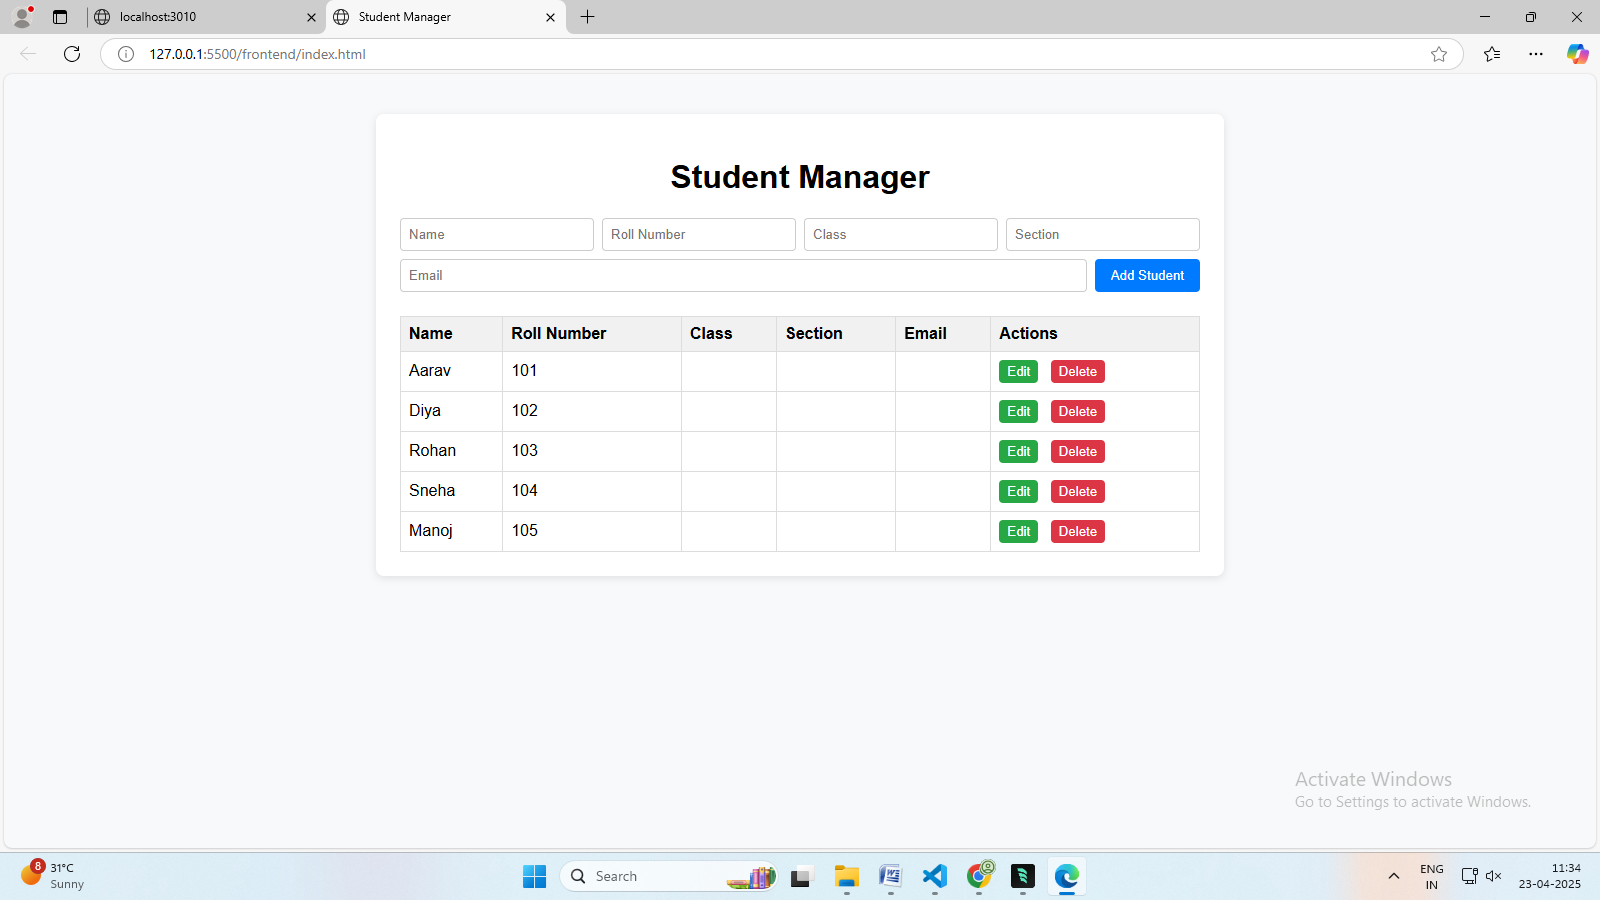 localhost:3010
Student Manager
127.0.0.1:5500/frontend/index.html
Student Manager
Name Roll Number Class Section
Email Add Student
Name Roll Number Class Section Email Actions
Aarav 101 Edit Delete
Diya 102 Edit Delete
Rohan 103 Edit Delete
Sneha 104 Edit Delete
Manoj 105 Edit Delete
Activate Windows
Go to Settings to activate Windows.
8
31°C
Sunny
Search
W
ENG
IN
11:34
23-04-2025